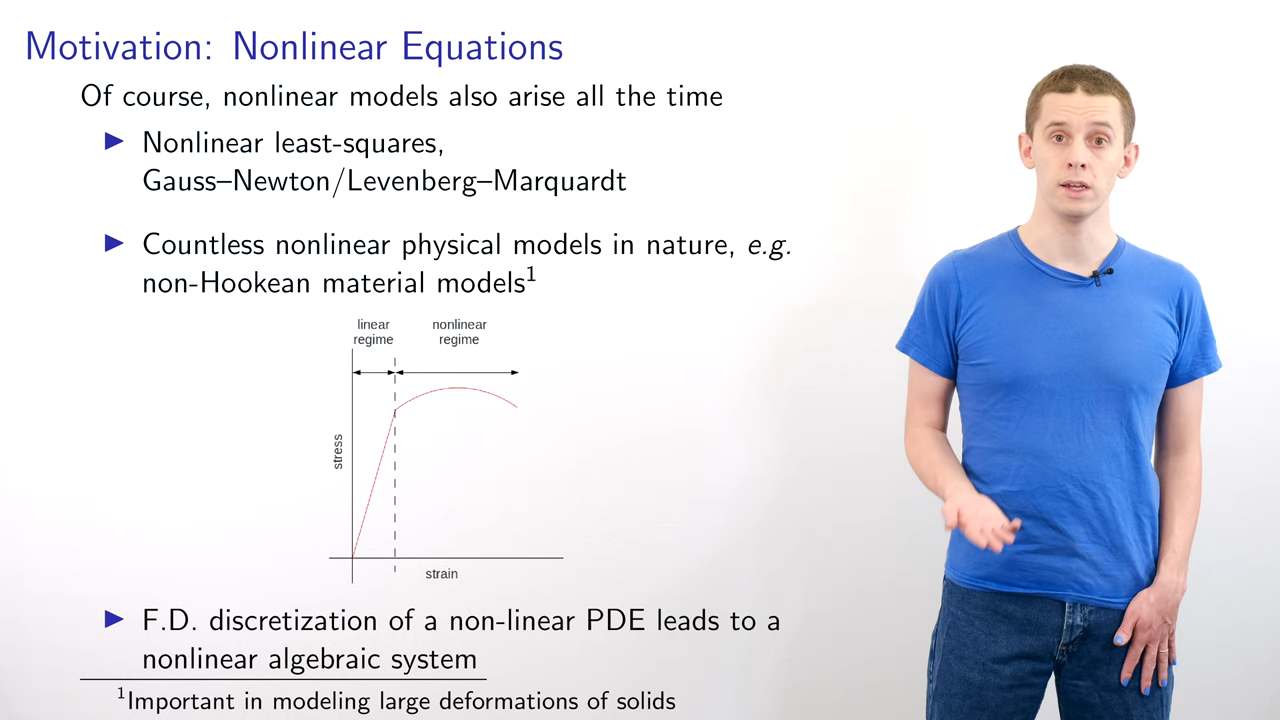 Motivation: Nonlinear Equations
Of course, nonlinear models also arise all the time
Nonlinear least-squares,
Gauss–Newton/Levenberg–Marquardt
Countless nonlinear physical models in nature, e.g.
non-Hookean material models1
linear
regime
nonlinear
regime
stress
strain
F.D. discretization of a non-linear PDE leads to a
nonlinear algebraic system
1Important in modeling large deformations of solids